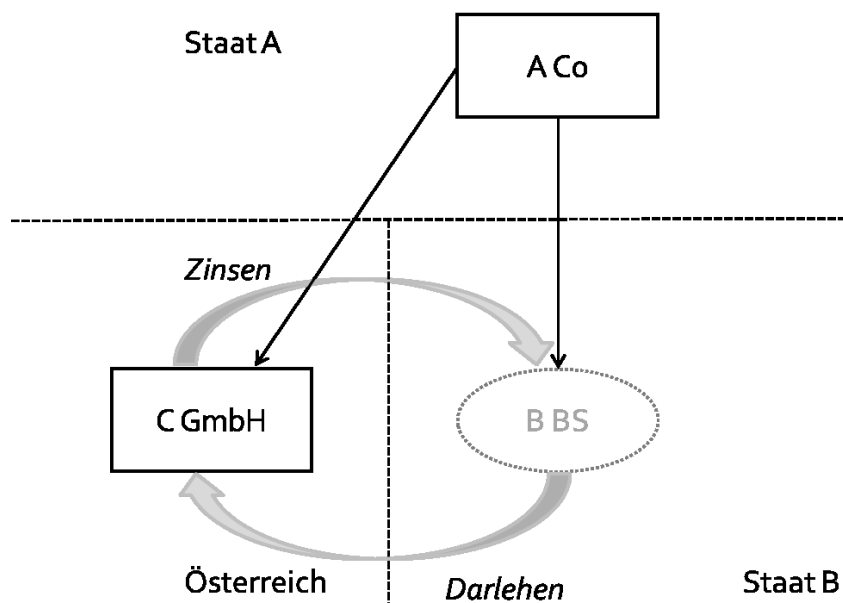 Staat A
A Co
Zinsen
C GmbH
B BS
Österreich
Darlehen
Staat B